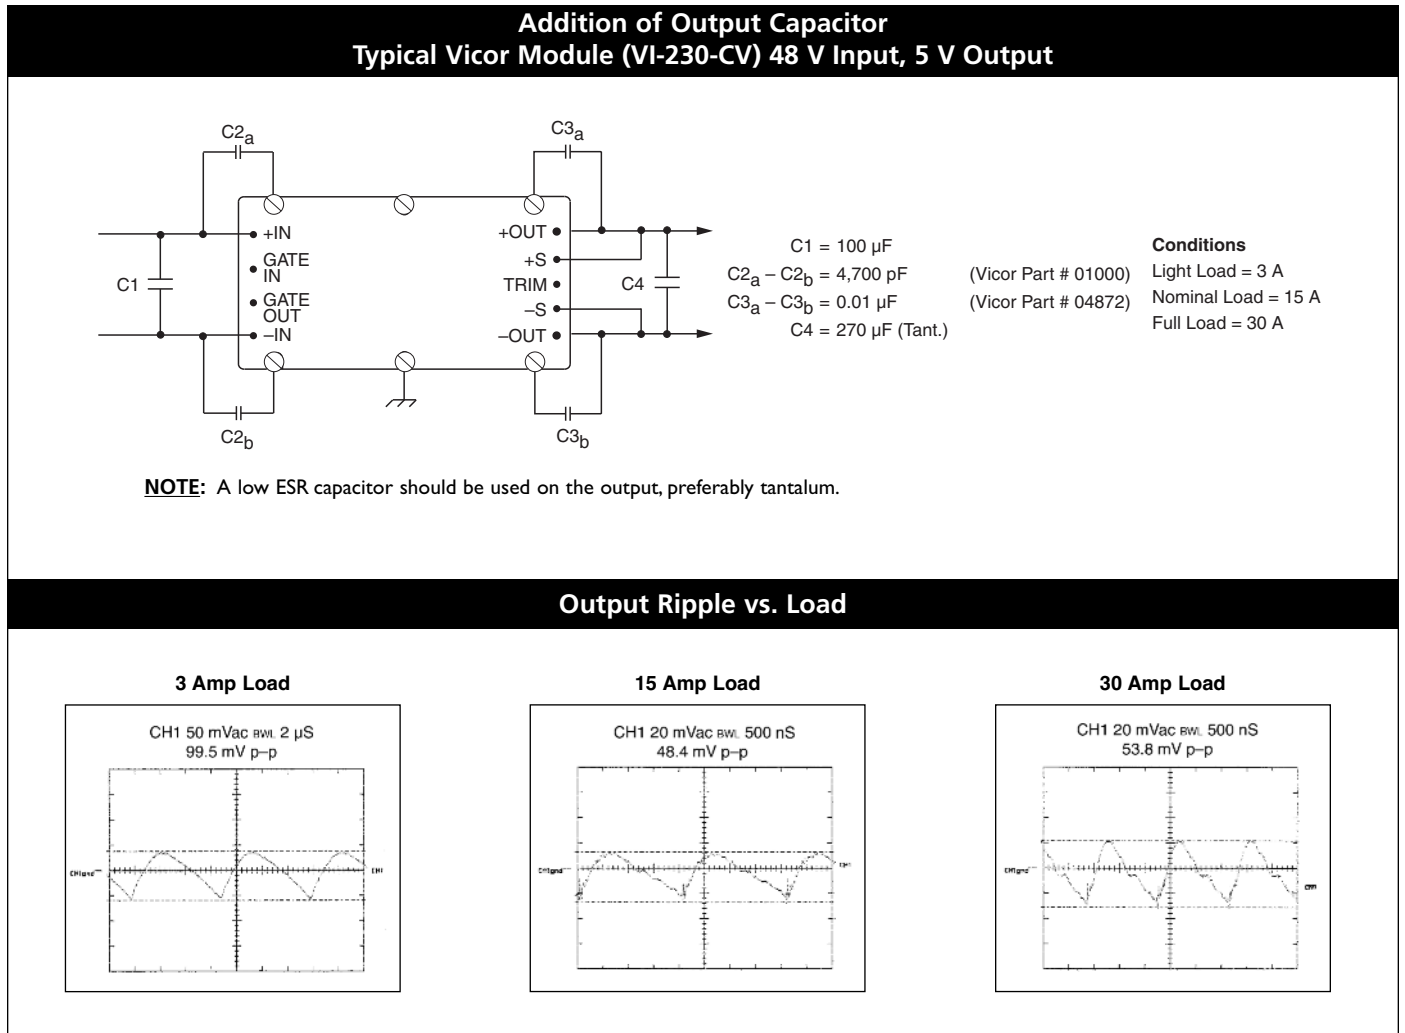 Addition of Output Capacitor
Typical Vicor Module (VI-230-CV) 48 V Input, 5 V Output
C2a
C3a
+IN
GATE
IN
GATE
OUT
–IN
C1
+OUT
+S
TRIM
–S
–OUT
C4
C2b
C3b
C1 = 100 µF
C2a – C2b = 4,700 pF (Vicor Part # 01000)
C3a – C3b = 0.01 µF (Vicor Part # 04872)
C4 = 270 µF (Tant.)
Conditions
Light Load = 3 A
Nominal Load = 15 A
Full Load = 30 A
NOTE: A low ESR capacitor should be used on the output, preferably tantalum.
Output Ripple vs. Load
3 Amp Load
CH1 50 mVac BWL 2 µS
99.5 mV p–p
CH1gnd
CH1
15 Amp Load
CH1 20 mVac BWL 500 nS
48.4 mV p–p
CH1gnd
CH1
30 Amp Load
CH1 20 mVac BWL 500 nS
53.8 mV p–p
CH1gnd